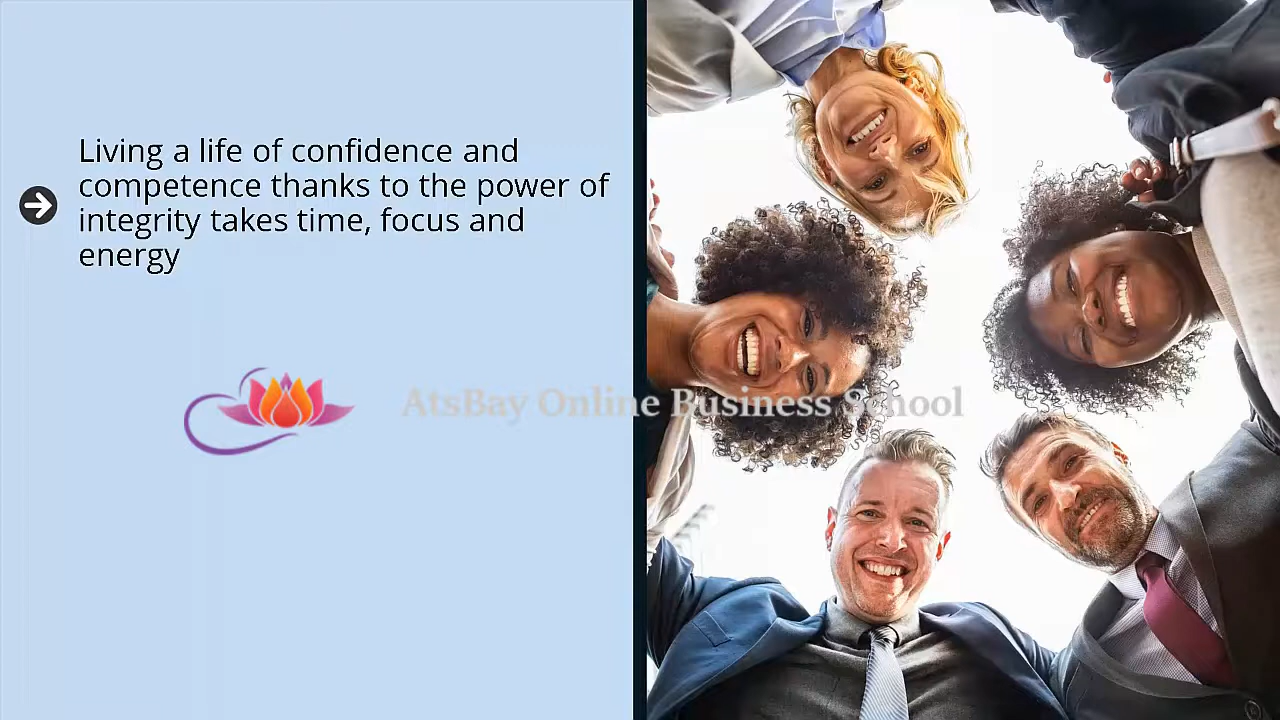 Living a life of confidence and
competence thanks to the power of
integrity takes time, focus and
energy
AtsBay Online Business School